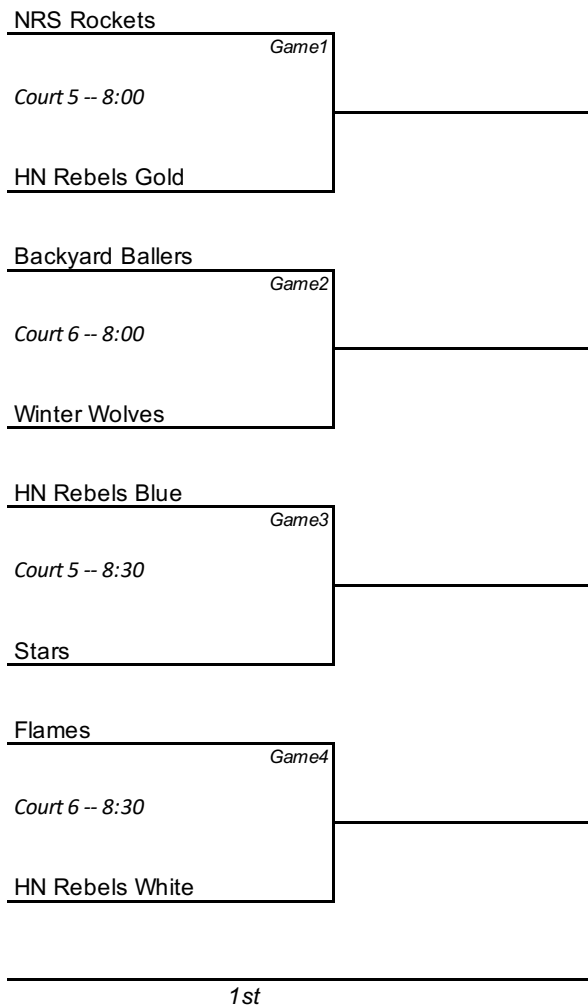 NRS Rockets
Game1
Court 5 -- 8:00
HN Rebels Gold
Backyard Ballers
Game2
Court 6 -- 8:00
Winter Wolves
HN Rebels Blue
Game3
Court 5 -- 8:30
Stars
Flames
Game4
Court 6 -- 8:30
HN Rebels White
1st